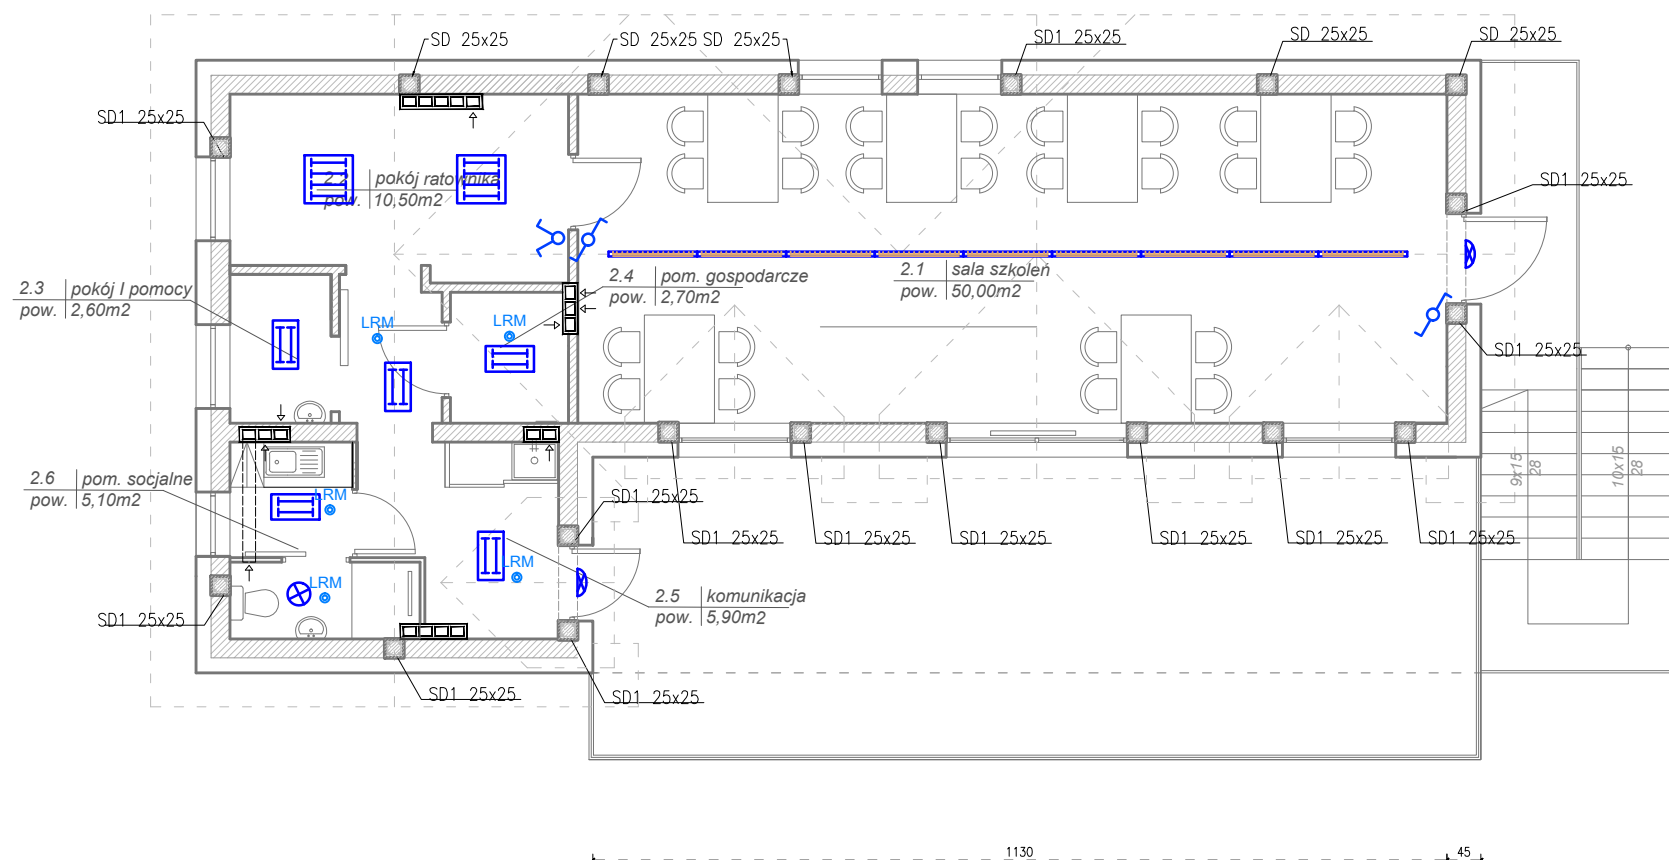 SD 25x25
SD 25x25
SD 25x25
SD1 25x25
SD 25x25
SD 25x25
SD1 25x25
2.2 pokój ratownika
pow. 10,50m2
SD1 25x25
2.3 pokój I pomocy
pow. 2,60m2
2.4 pom. gospodarcze
pow. 2,70m2
2.1 sala szkoleń
pow. 50,00m2
LRM
LRM
SD1 25x25
9x15
28
10x15
28
2.6 pom. socjalne
pow. 5,10m2
LRM
SD1 25x25
SD1 25x25
SD1 25x25
SD1 25x25
SD1 25x25
SD1 25x25
SD1 25x25
LRM
LRM
2.5 komunikacja
pow. 5,90m2
SD1 25x25
SD1 25x25
SD1 25x25
1130
45